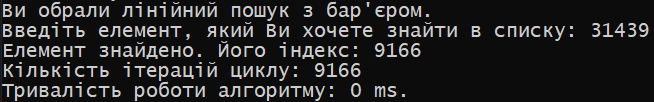 Ви обрали лінійний пошук з бар'єром.
Введіть елемент, який Ви хочете знайти в списку: 31439
Елемент знайдено. Його індекс: 9166
Кількість ітерацій циклу: 9166
Тривалість роботи алгоритму: 0 ms.